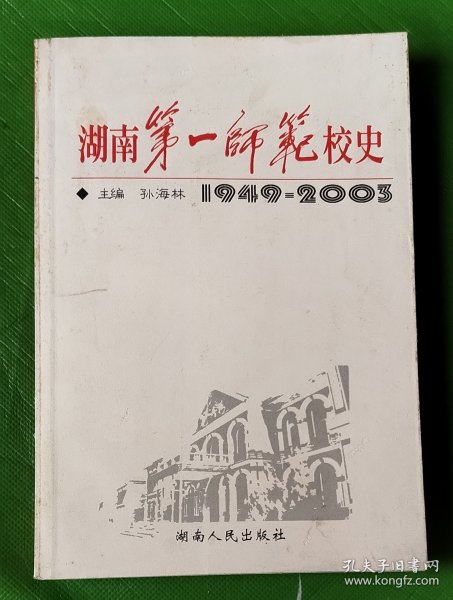 湖南第一師範校史
◆ 主编 孙海林 1949-2003
湖南人民出版社
孔夫子旧书网
www.kongfz.com